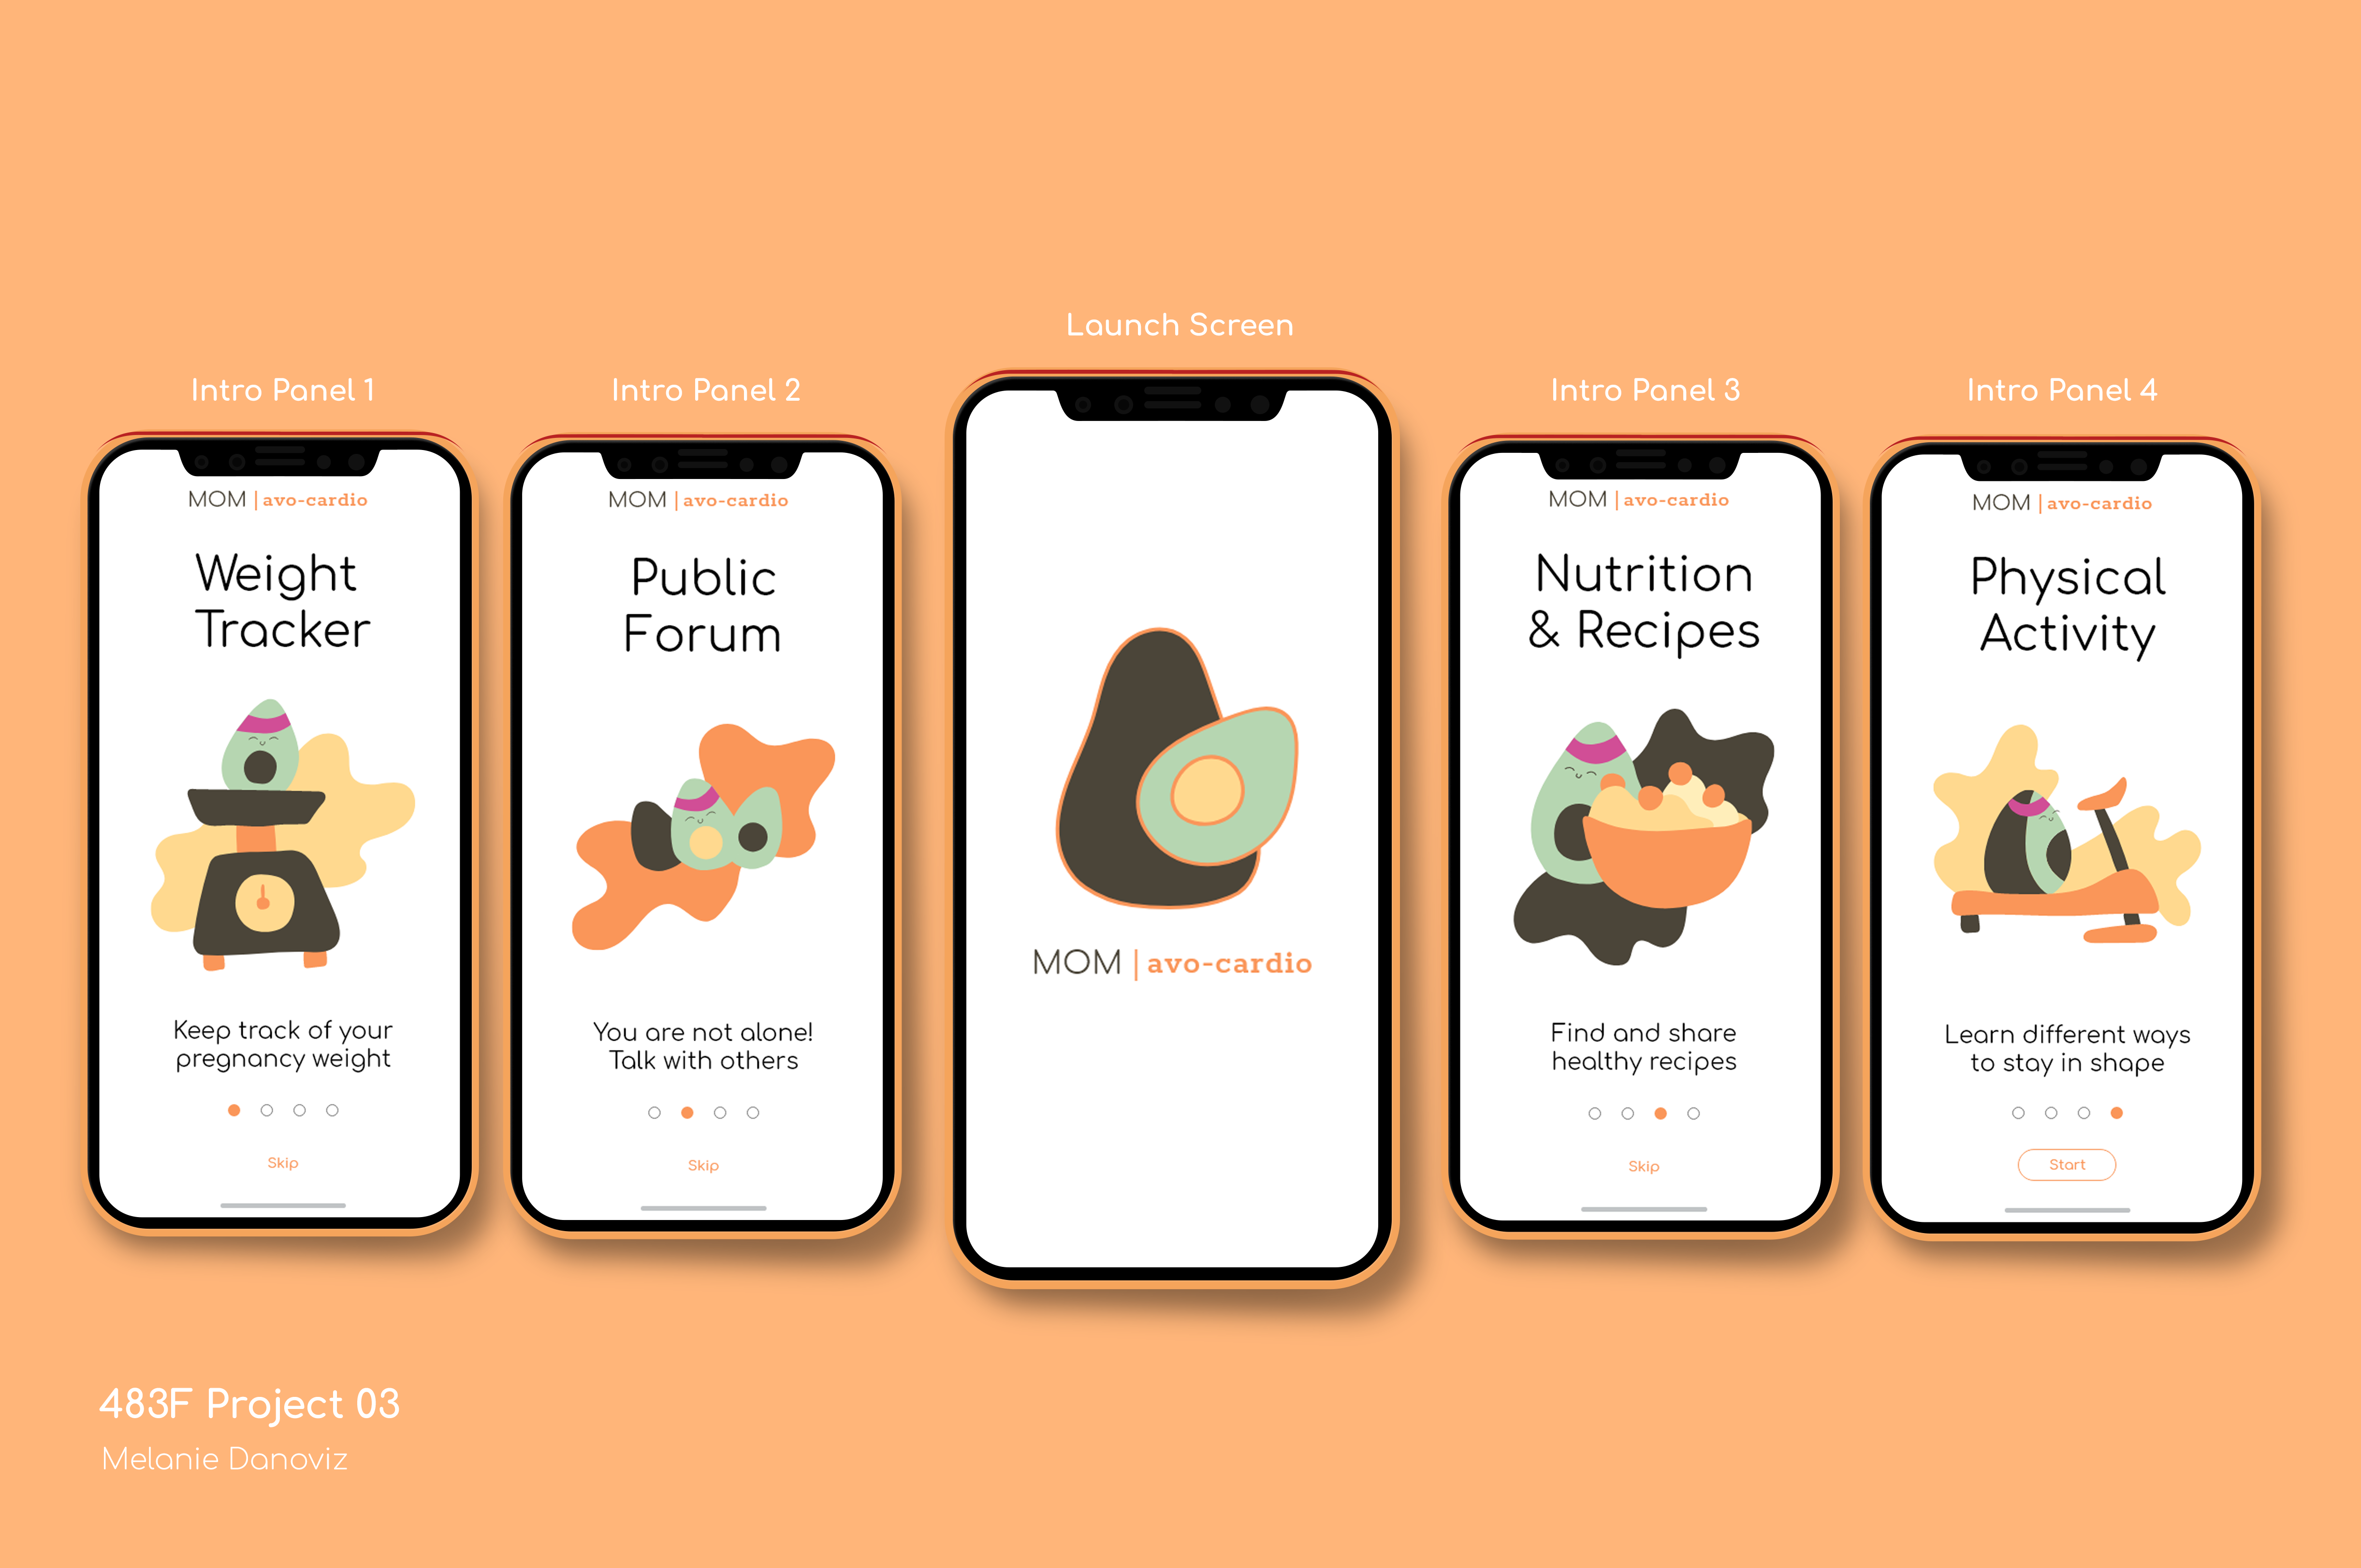 Launch Screen
Intro Panel 1
Intro Panel 2
Intro Panel 3
Intro Panel 4
MOM | avo-cardio
Weight
Tracker
Keep track of your
pregnancy weight
Skip
MOM | avo-cardio
Public
Forum
You are not alone!
Talk with others
Skip
MOM | avo-cardio
MOM | avo-cardio
Nutrition
& Recipes
Find and share
healthy recipes
Skip
MOM | avo-cardio
Physical
Activity
Learn different ways
to stay in shape
Start
483F Project 03
Melanie Danoviz